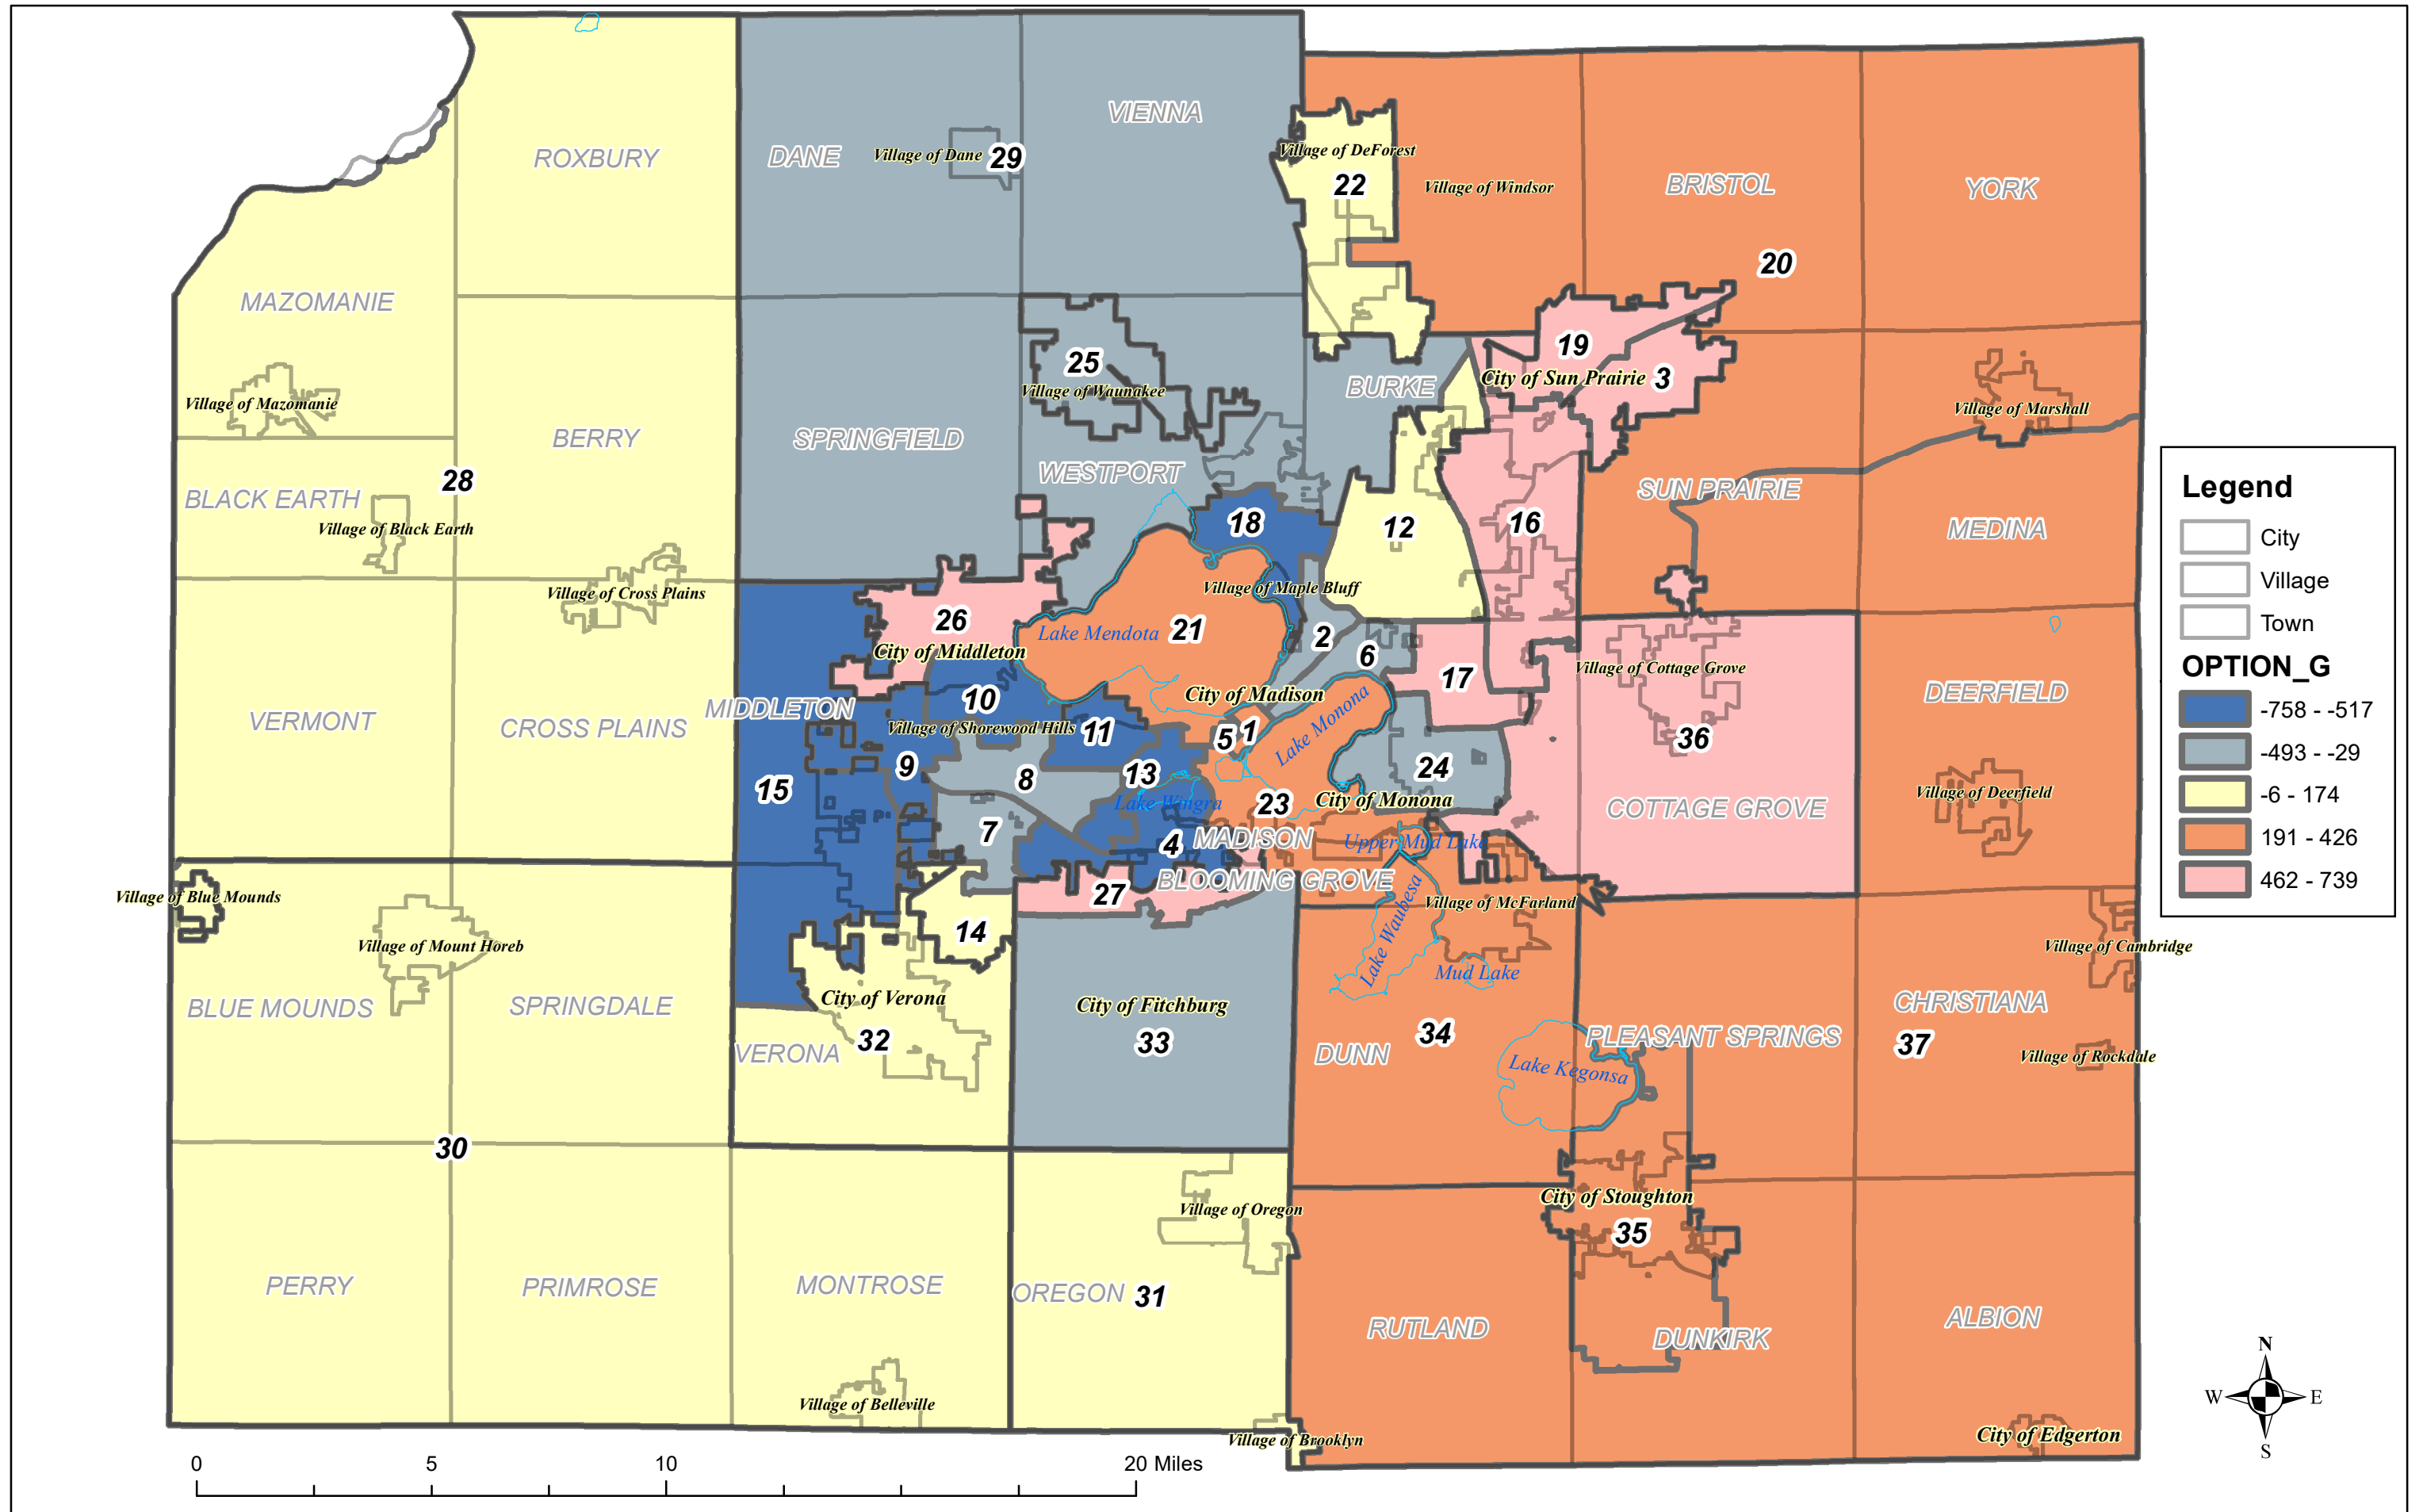 VIENNA
ROXBURY
DANE
Village of Dane
29
Village of DeForest
22
Village of Windsor
BRISTOL
YORK
20
MAZOMANIE
25
Village of Waunakee
BURKE
19
City of Sun Prairie
3
Village of Mazomanie
Village of Marshall
BERRY
SPRINGFIELD
WESTPORT
28
BLACK EARTH
Village of Black Earth
SUN PRAIRIE
MEDINA
18
12
16
Village of Cross Plains
Village of Maple Bluff
26
City of Middleton
Lake Mendota
21
2
6
17
Village of Cottage Grove
City of Madison
DEERFIELD
VERMONT
CROSS PLAINS
MIDDLETON
10
Village of Shorewood Hills
11
5
1
Lake Monona
36
15
9
8
13
Lake Wingra
24
23
City of Monona
COTTAGE GROVE
Village of Deerfield
7
4
MADISON
Upper Mud Lake
Village of Blue Mounds
27
BLOOMING GROVE
Village of McFarland
Village of Mount Horeb
14
Lake Waubesa
Mud Lake
Village of Cambridge
BLUE MOUNDS
SPRINGDALE
City of Verona
32
VERONA
City of Fitchburg
33
DUNN
34
Lake Kegonsa
PLEASANT SPRINGS
CHRISTIANA
37
Village of Rockdale
30
City of Stoughton
35
Village of Oregon
PERRY
PRIMROSE
MONTROSE
OREGON
31
RUTLAND
DUNKIRK
ALBION
Village of Belleville
Village of Brooklyn
City of Edgerton
Legend
City
Village
Town
OPTION_G
-758 - -517
-493 - -29
-6 - 174
191 - 426
462 - 739
N
W
E
S
0
5
10
20 Miles